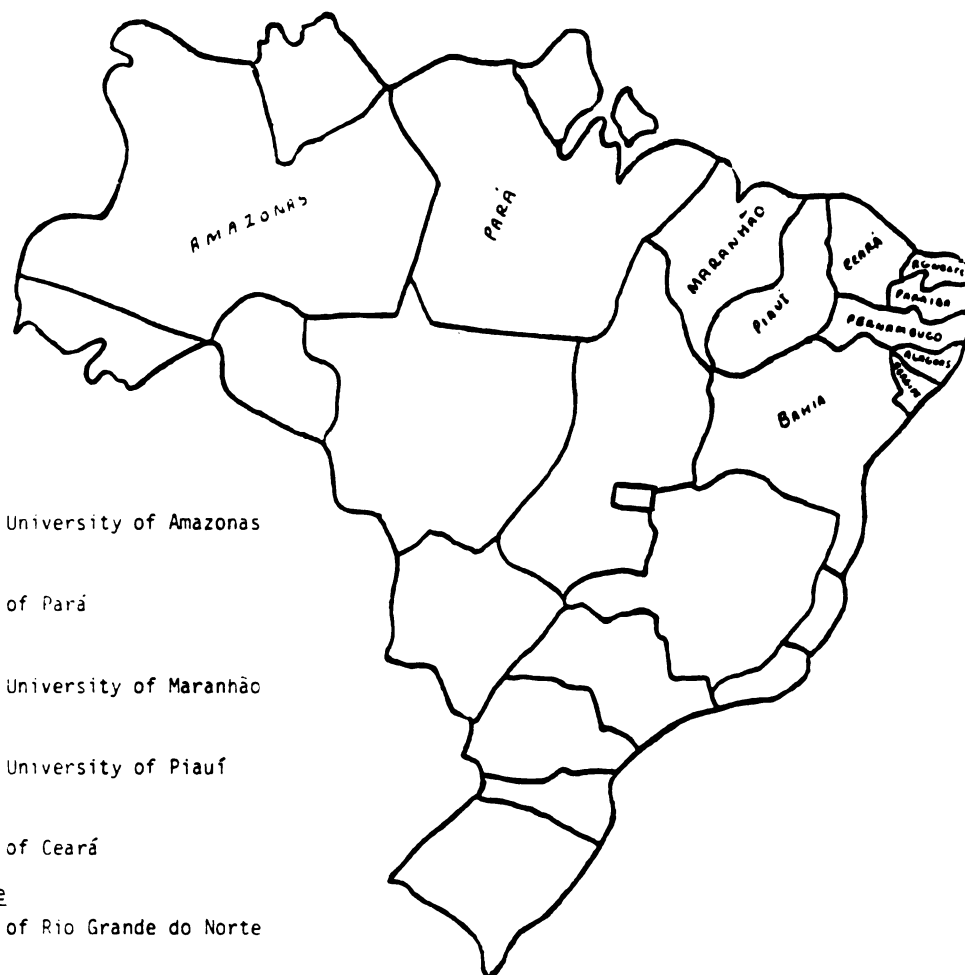 AMAZONAS
PARÁ
MARANHÃO
PIAUÍ
CEARÁ
PARAIBA
PERNAMBUCO
ALAGOAS
BAHIA
University of Amazonas
of Pará
University of Maranhão
University of Piauí
of Ceará
e
of Rio Grande do Norte